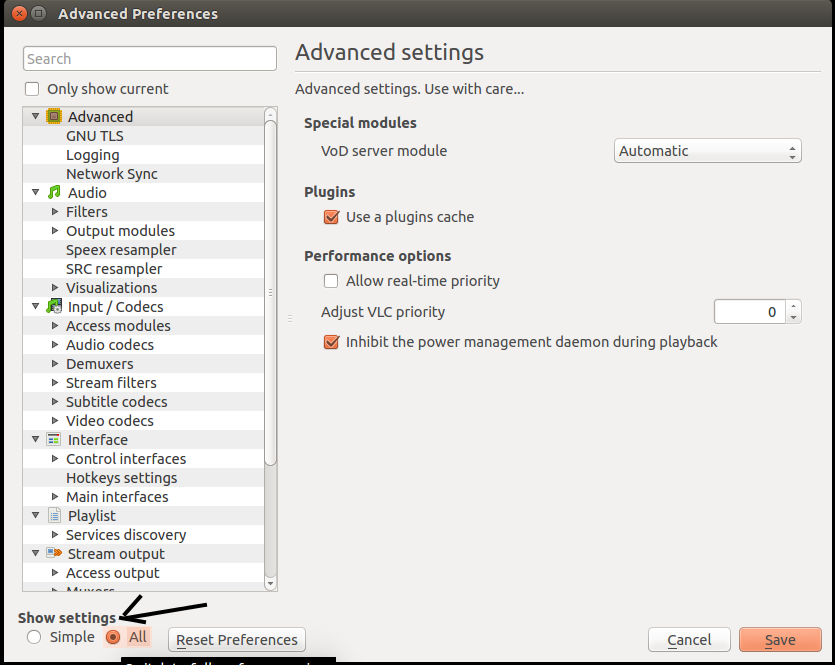 Advanced Preferences
Search
Only show current
Advanced
GNU TLS
Logging
Network Sync
Audio
Filters
Output modules
Speex resampler
SRC resampler
Visualizations
Input / Codecs
Access modules
Audio codecs
Demuxers
Stream filters
Subtitle codecs
Video codecs
Interface
Control interfaces
Hotkeys settings
Main interfaces
Playlist
Services discovery
Stream output
Access output
Muxers
Show settings
Simple All
Reset Preferences
Advanced settings
Advanced settings. Use with care...
Special modules
VoD server module Automatic
Plugins
Use a plugins cache
Performance options
Allow real-time priority
Adjust VLC priority 0
Inhibit the power management daemon during playback
Cancel Save